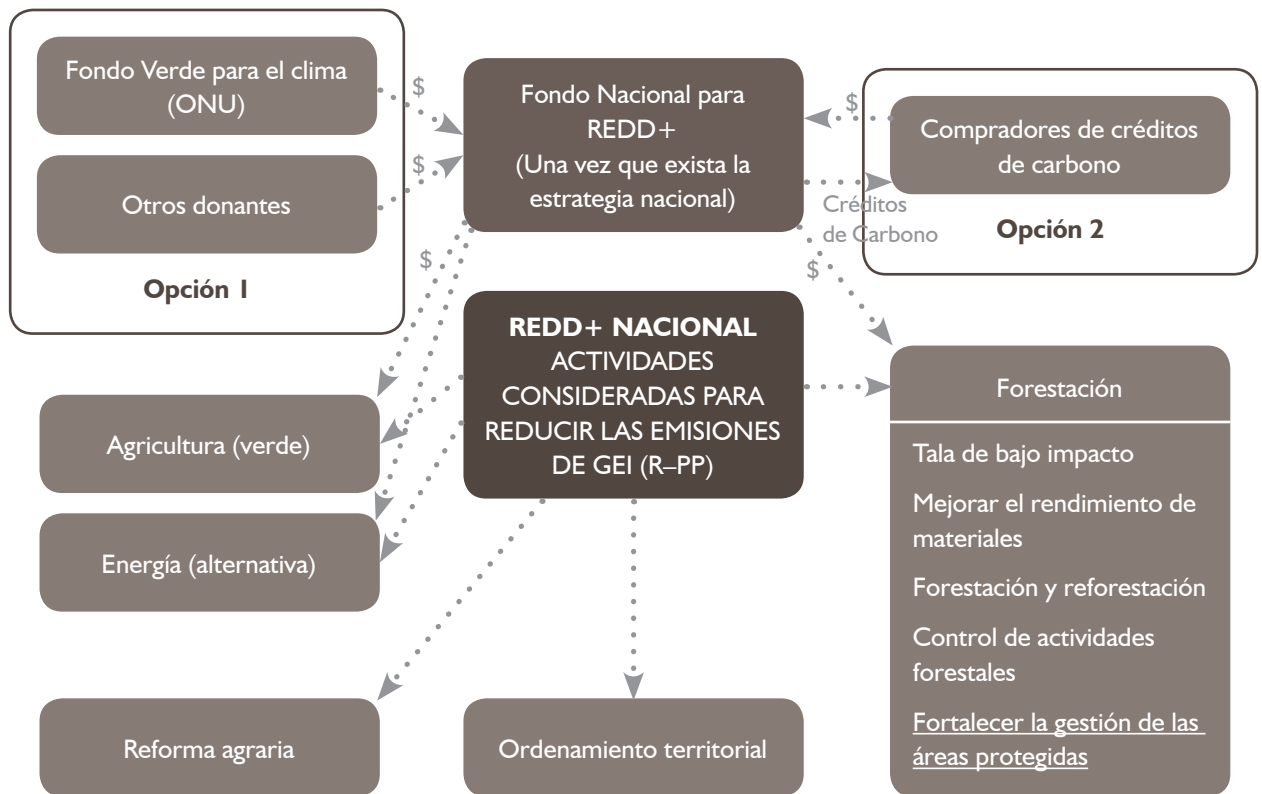 Fondo Verde para el clima
(ONU)
Otros donantes
Opción 1
$
$
Fondo Nacional para
REDD+
(Una vez que exista la
estrategia nacional)
$
Compradores de créditos
de carbono
Opción 2
Créditos
de Carbono
$
$
REDD+ NACIONAL
ACTIVIDADES
CONSIDERADAS PARA
REDUCIR LAS EMISIONES
DE GEI (R–PP)
Agricultura (verde)
Energía (alternativa)
Reforma agraria
Ordenamiento territorial
Forestación
Tala de bajo impacto
Mejorar el rendimiento de
materiales
Forestación y reforestación
Control de actividades
forestales
Fortalecer la gestión de las
áreas protegidas